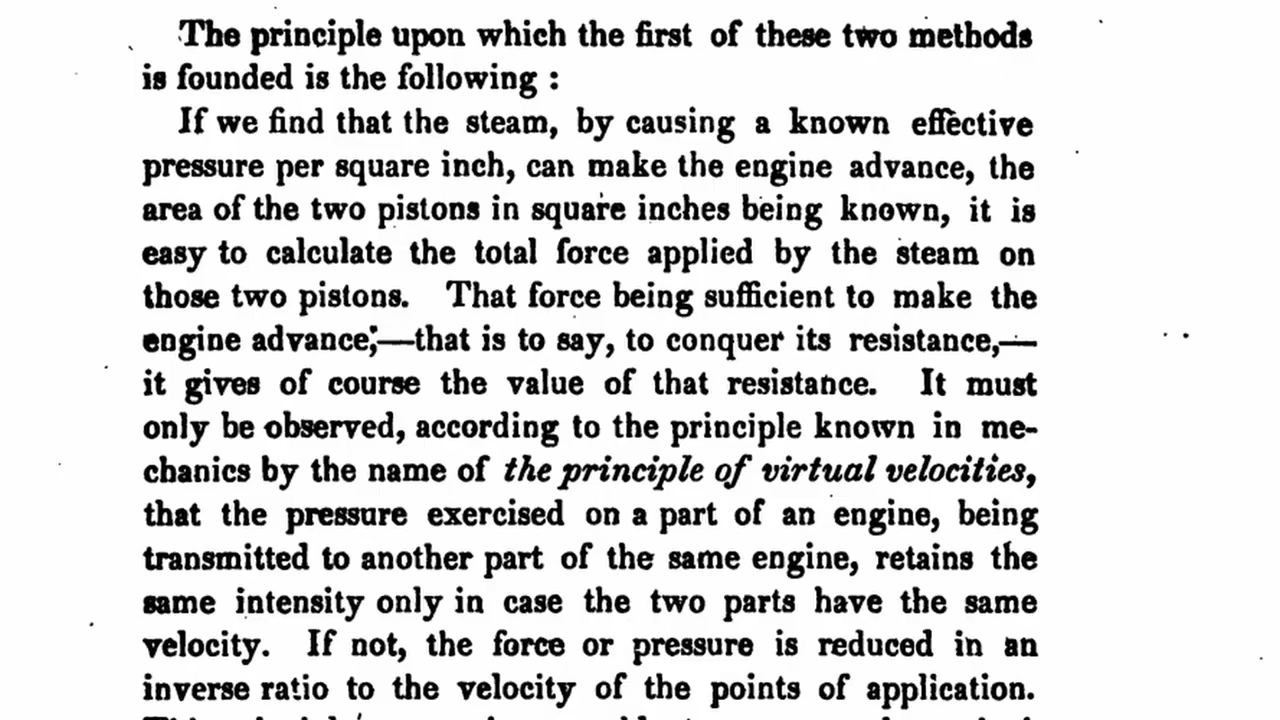 The principle upon which the first of these two methods
is founded is the following :
If we find that the steam, by causing a known effective
pressure per square inch, can make the engine advance, the
area of the two pistons in square inches being known, it is
easy to calculate the total force applied by the steam on
those two pistons. That force being sufficient to make the
engine advance;—that is to say, to conquer its resistance,—
it gives of course the value of that resistance. It must
only be observed, according to the principle known in me-
chanics by the name of the principle of virtual velocities,
that the pressure exercised on a part of an engine, being
transmitted to another part of the same engine, retains the
same intensity only in case the two parts have the same
velocity. If not, the force or pressure is reduced in an
inverse ratio to the velocity of the points of application.